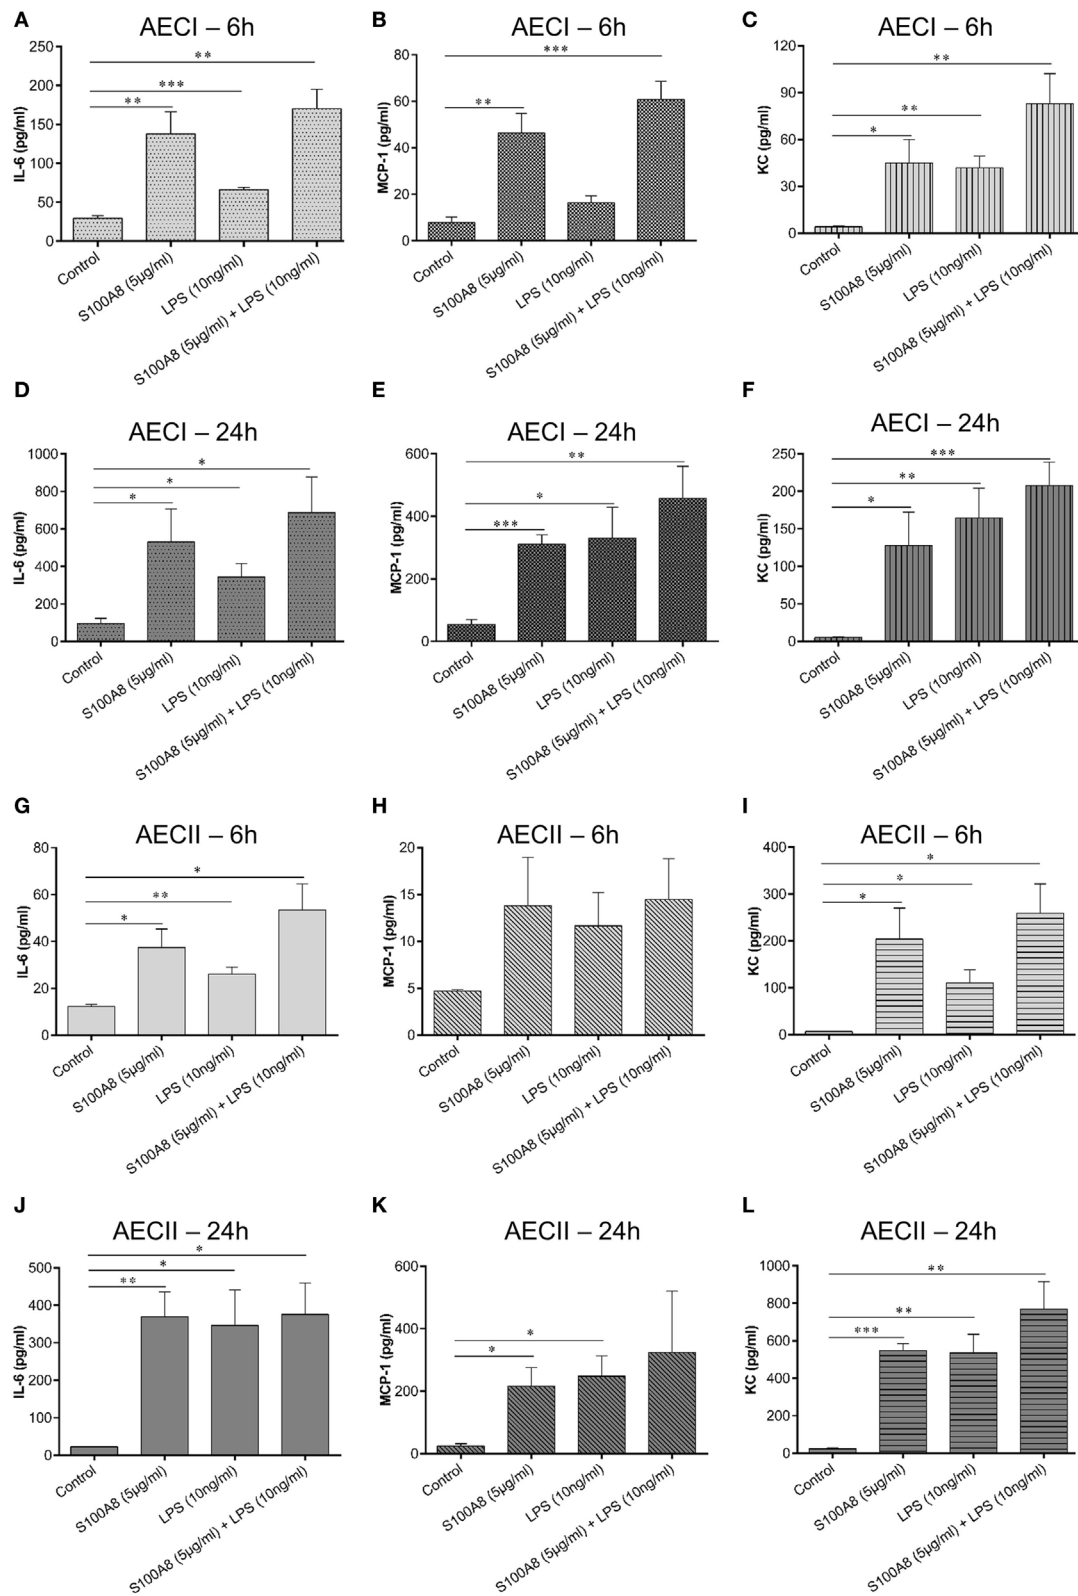 A
AECI – 6h
IL-6 (pg/ml)
250
200
150
100
50
0
**
***
**
Control
S100A8 (5µg/ml)
LPS (10ng/ml)
S100A8 (5µg/ml) + LPS (10ng/ml)
B
AECI – 6h
MCP-1 (pg/ml)
80
60
40
20
0
***
**
Control
S100A8 (5µg/ml)
LPS (10ng/ml)
S100A8 (5µg/ml) + LPS (10ng/ml)
C
AECI – 6h
KC (pg/ml)
120
90
60
30
0
**
**
*
Control
S100A8 (5µg/ml)
LPS (10ng/ml)
S100A8 (5µg/ml) + LPS (10ng/ml)
D
AECI – 24h
IL-6 (pg/ml)
1000
800
600
400
200
0
*
*
*
Control
S100A8 (5µg/ml)
LPS (10ng/ml)
S100A8 (5µg/ml) + LPS (10ng/ml)
E
AECI – 24h
MCP-1 (pg/ml)
600
400
200
0
**
*
***
Control
S100A8 (5µg/ml)
LPS (10ng/ml)
S100A8 (5µg/ml) + LPS (10ng/ml)
F
AECI – 24h
KC (pg/ml)
250
200
150
100
50
0
***
**
*
Control
S100A8 (5µg/ml)
LPS (10ng/ml)
S100A8 (5µg/ml) + LPS (10ng/ml)
G
AECII – 6h
IL-6 (pg/ml)
80
60
40
20
0
*
**
*
Control
S100A8 (5µg/ml)
LPS (10ng/ml)
S100A8 (5µg/ml) + LPS (10ng/ml)
H
AECII – 6h
MCP-1 (pg/ml)
20
15
10
5
0
Control
S100A8 (5µg/ml)
LPS (10ng/ml)
S100A8 (5µg/ml) + LPS (10ng/ml)
I
AECII – 6h
KC (pg/ml)
400
300
200
100
0
*
*
*
Control
S100A8 (5µg/ml)
LPS (10ng/ml)
S100A8 (5µg/ml) + LPS (10ng/ml)
J
AECII – 24h
IL-6 (pg/ml)
500
400
300
200
100
0
*
*
**
Control
S100A8 (5µg/ml)
LPS (10ng/ml)
S100A8 (5µg/ml) + LPS (10ng/ml)
K
AECII – 24h
MCP-1 (pg/ml)
600
400
200
0
*
*
Control
S100A8 (5µg/ml)
LPS (10ng/ml)
S100A8 (5µg/ml) + LPS (10ng/ml)
L
AECII – 24h
KC (pg/ml)
1000
800
600
400
200
0
**
**
***
Control
S100A8 (5µg/ml)
LPS (10ng/ml)
S100A8 (5µg/ml) + LPS (10ng/ml)